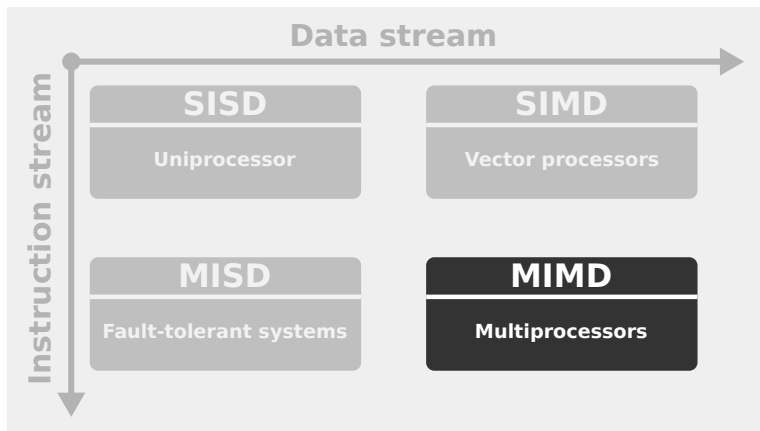 Data stream
Instruction stream
SISD
Uniprocessor
SIMD
Vector processors
MISD
Fault-tolerant systems
MIMD
Multiprocessors